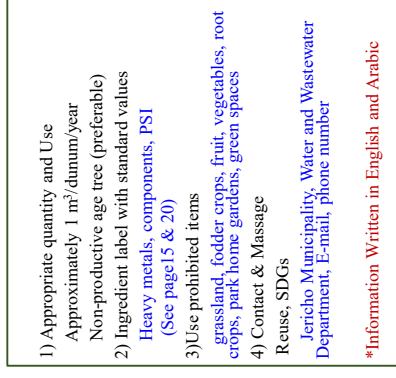 1) Appropriate quantity and Use
Approximately 1 m³/dunum/year
Non-productive age tree (preferable)
2) Ingredient label with standard values
Heavy metals, components, PSI
(See page15 & 20)
3)Use prohibited items
grassland, fodder crops, fruit, vegetables, root
crops, park home gardens, green spaces
4) Contact & Massage
Reuse, SDGs
Jericho Municipality, Water and Wastewater
Department, E-mail, phone number
*Information Written in English and Arabic